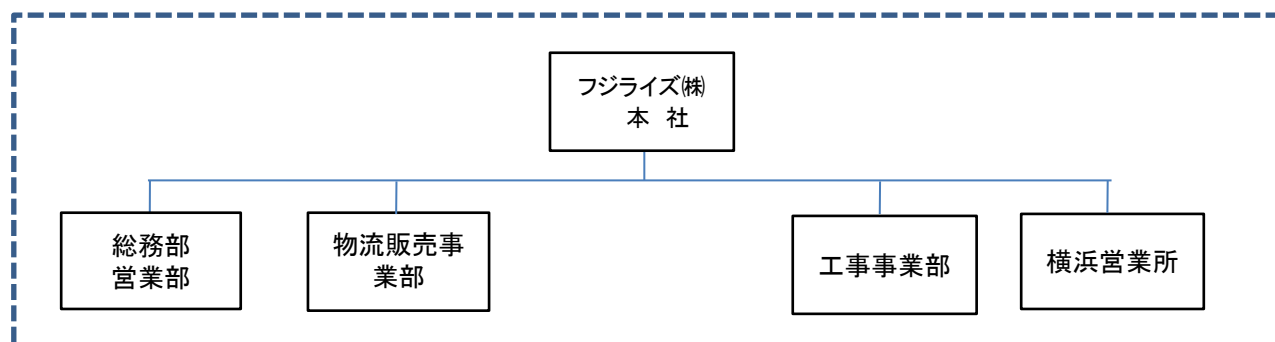 フジライズ㈱
本 社
総務部
営業部
物流販売事
業部
工事事業部
横浜営業所